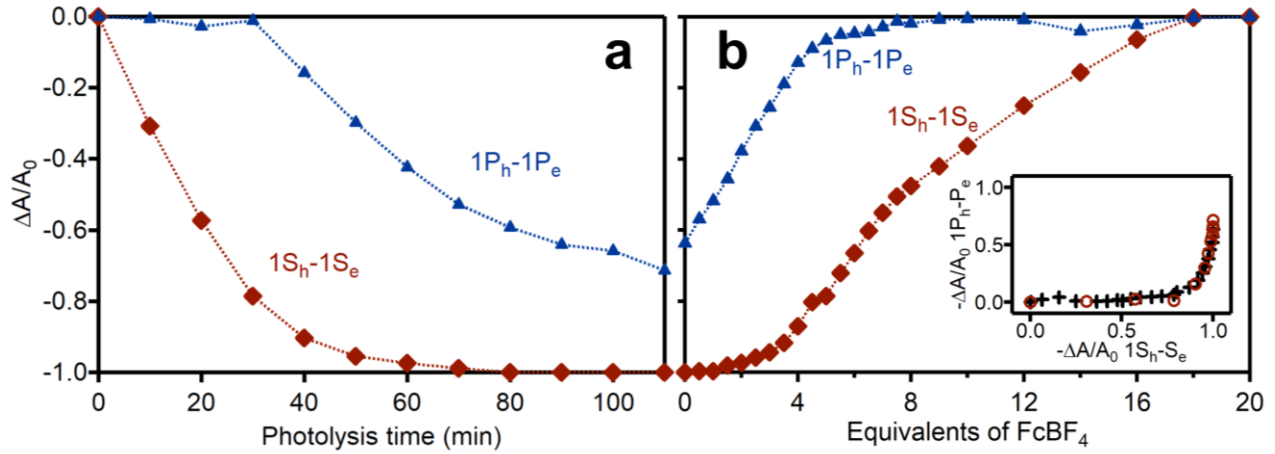 a
b
ΔA/A₀
0
-0.2
-0.4
-0.6
-0.8
-1.0
1Pₕ-1Pₑ
1Sₕ-1Sₑ
0 20 40 60 80 100
Photolysis time (min)
1Pₕ-1Pₑ
1Sₕ-1Sₑ
0 4 8 12 16 20
Equivalents of FcBF₄
-ΔA/A₀ 1Pₕ-Pₑ
1.0
0.5
0.0
0.0 0.5 1.0
-ΔA/A₀ 1Sₕ-Sₑ